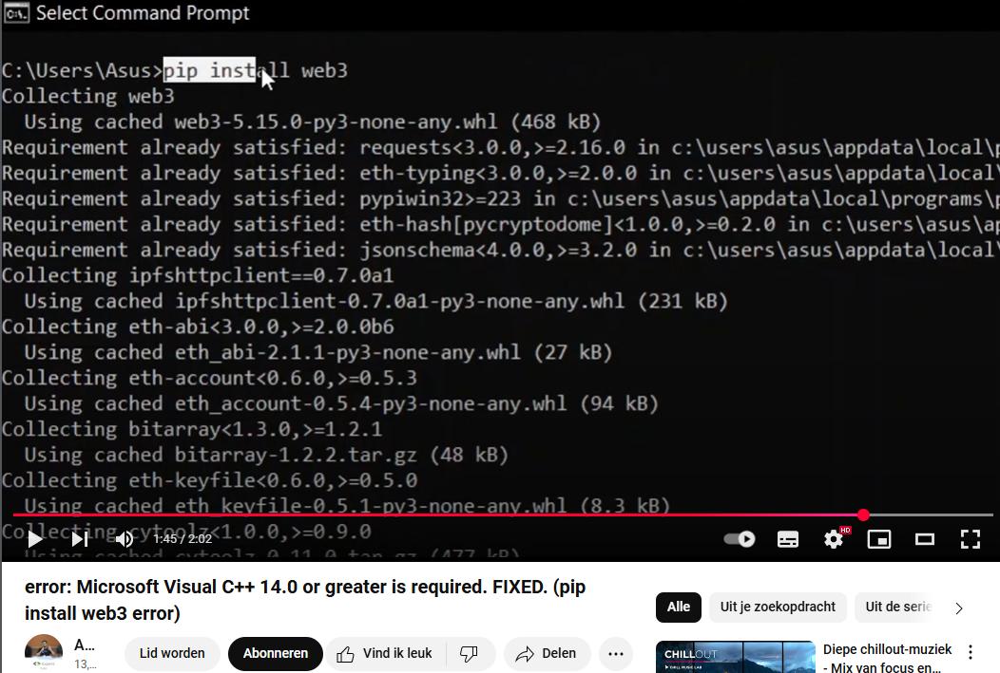 Select Command Prompt
C:\Users\Asus>pip install web3
Collecting web3
Using cached web3-5.15.0-py3-none-any.whl (468 kB)
Requirement already satisfied: requests<3.0.0,>=2.16.0 in c:\users\asus\appdata\local\p
Requirement already satisfied: eth-typing<3.0.0,>=2.0.0 in c:\users\asus\appdata\local\
Requirement already satisfied: pypiwin32>=223 in c:\users\asus\appdata\local\programs\p
Requirement already satisfied: eth-hash[pycryptodome]<1.0.0,>=0.2.0 in c:\users\asus\ap
Requirement already satisfied: jsonschema<4.0.0,>=3.2.0 in c:\users\asus\appdata\local\
Collecting ipfshttpclient==0.7.0a1
Using cached ipfshttpclient-0.7.0a1-py3-none-any.whl (231 kB)
Collecting eth-abi<3.0.0,>=2.0.0b6
Using cached eth_abi-2.1.1-py3-none-any.whl (27 kB)
Collecting eth-account<0.6.0,>=0.5.3
Using cached eth_account-0.5.4-py3-none-any.whl (94 kB)
Collecting bitarray<1.3.0,>=1.2.1
Using cached bitarray-1.2.2.tar.gz (48 kB)
Collecting eth-keyfile<0.6.0,>=0.5.0
Using cached eth_keyfile-0.5.1-py3-none-any.whl (8.3 kB)
Collecting cytoolz<1.0.0,>=0.9.0
1:45 / 2:02
HD
Using cached cytoolz-0.11.0.tar.gz (477 kB)
error: Microsoft Visual C++ 14.0 or greater is required. FIXED. (pip
install web3 error)
A...
13,...
Lid worden
Abonneren
Vind ik leuk
Delen
Alle
Uit je zoekopdracht
Uit de serie
CHILLOUT
CHILL MUSIC LAB
Diepe chillout-muziek
- Mix van focus en...